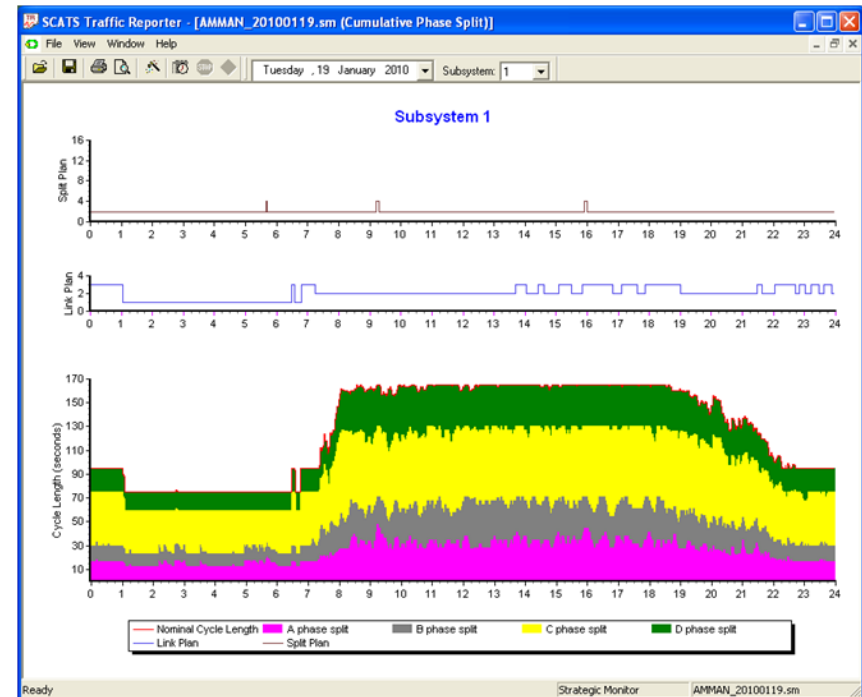 SCATS Traffic Reporter - [AMMAN_20100119.sm (Cumulative Phase Split)]
File View Window Help
Tuesday , 19 January 2010 Subsystem: 1
Subsystem 1
Split Plan
16
12
8
4
0
0 1 2 3 4 5 6 7 8 9 10 11 12 13 14 15 16 17 18 19 20 21 22 23 24
Link Plan
4
2
0
0 1 2 3 4 5 6 7 8 9 10 11 12 13 14 15 16 17 18 19 20 21 22 23 24
Cycle Length (seconds)
170
150
130
110
90
70
50
30
10
0 1 2 3 4 5 6 7 8 9 10 11 12 13 14 15 16 17 18 19 20 21 22 23 24
Nominal Cycle Length A phase split B phase split C phase split D phase split
Link Plan Split Plan
Ready Strategic Monitor AMMAN_20100119.sm